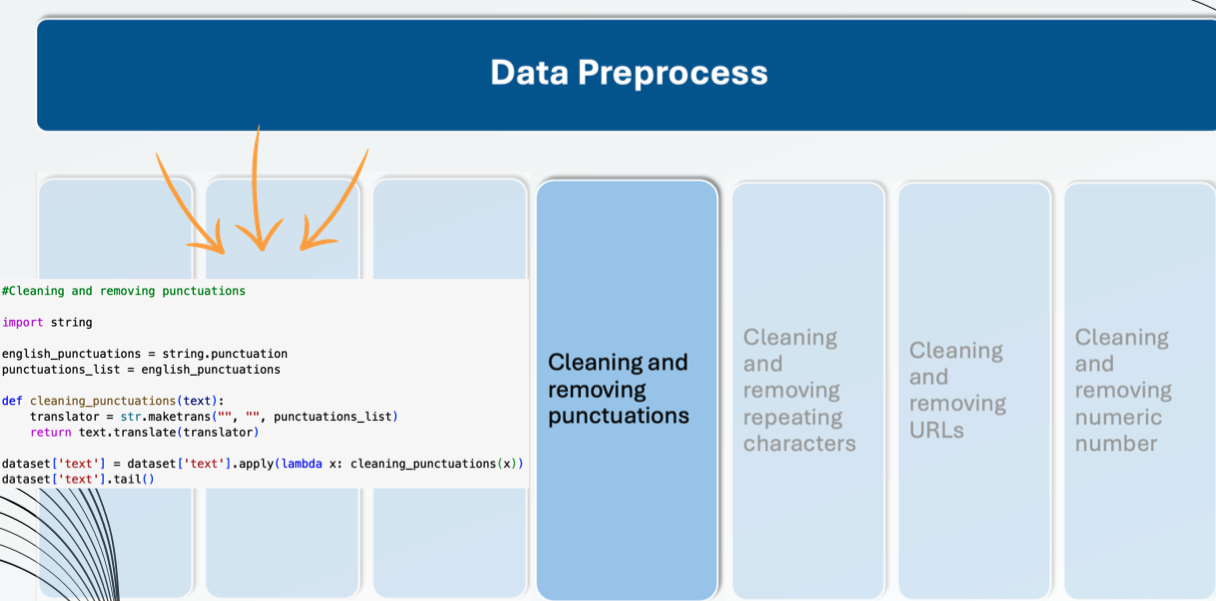 Data Preprocess
#Cleaning and removing punctuations
import string
english_punctuations = string.punctuation
punctuations_list = english_punctuations
def cleaning_punctuations(text):
    translator = str.maketrans("", "", punctuations_list)
    return text.translate(translator)
dataset['text'] = dataset['text'].apply(lambda x: cleaning_punctuations(x))
dataset['text'].tail()
Cleaning and
removing
punctuations
Cleaning
and
removing
repeating
characters
Cleaning
and
removing
URLs
Cleaning
and
removing
numeric
number